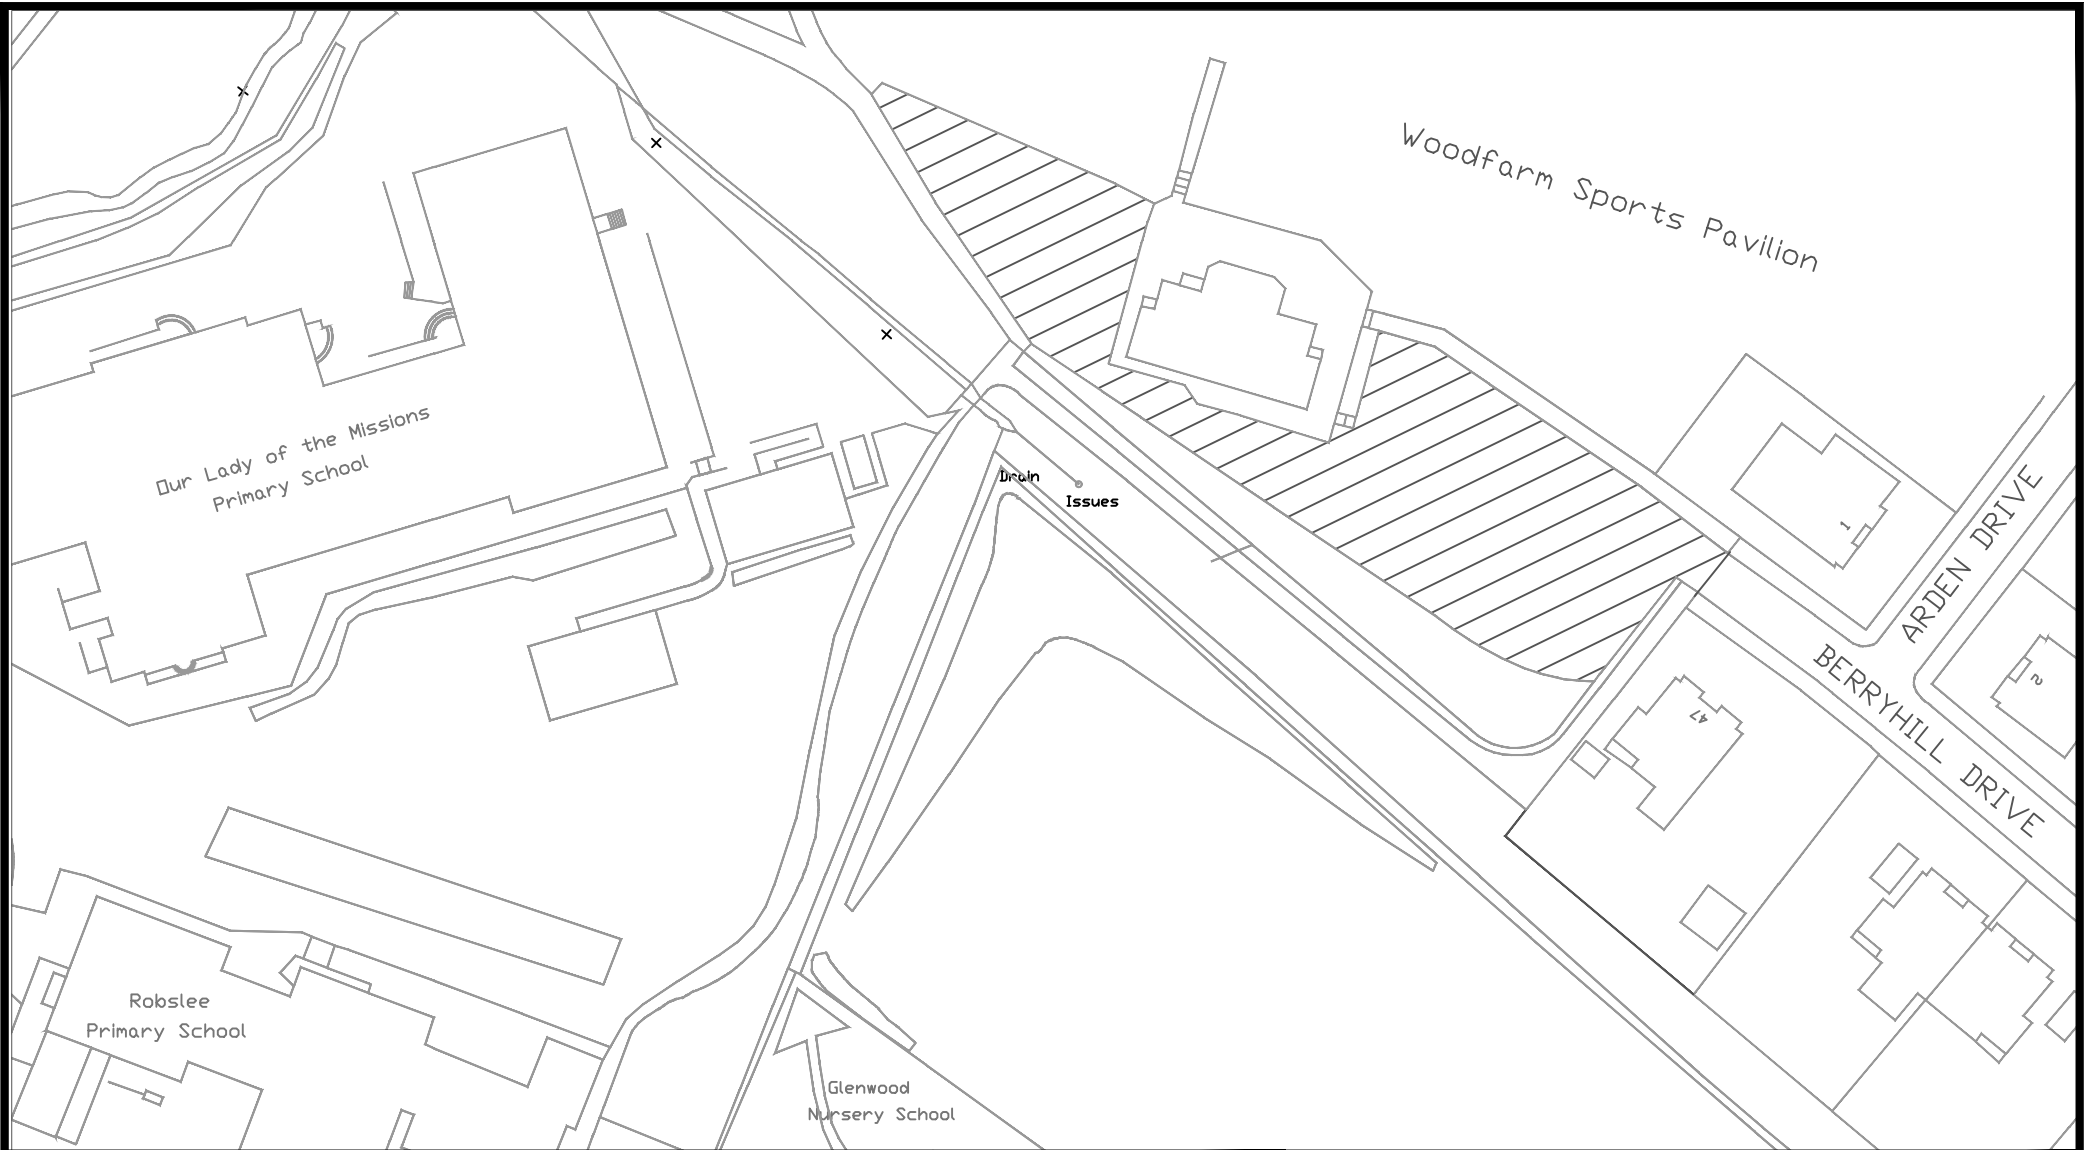 Woodfarm Sports Pavilion
Our Lady of the Missions
Primary School
Drain
Issues
1
ARDEN DRIVE
2
BERRYHILL DRIVE
47
Robslee
Primary School
Glenwood
Nursery School